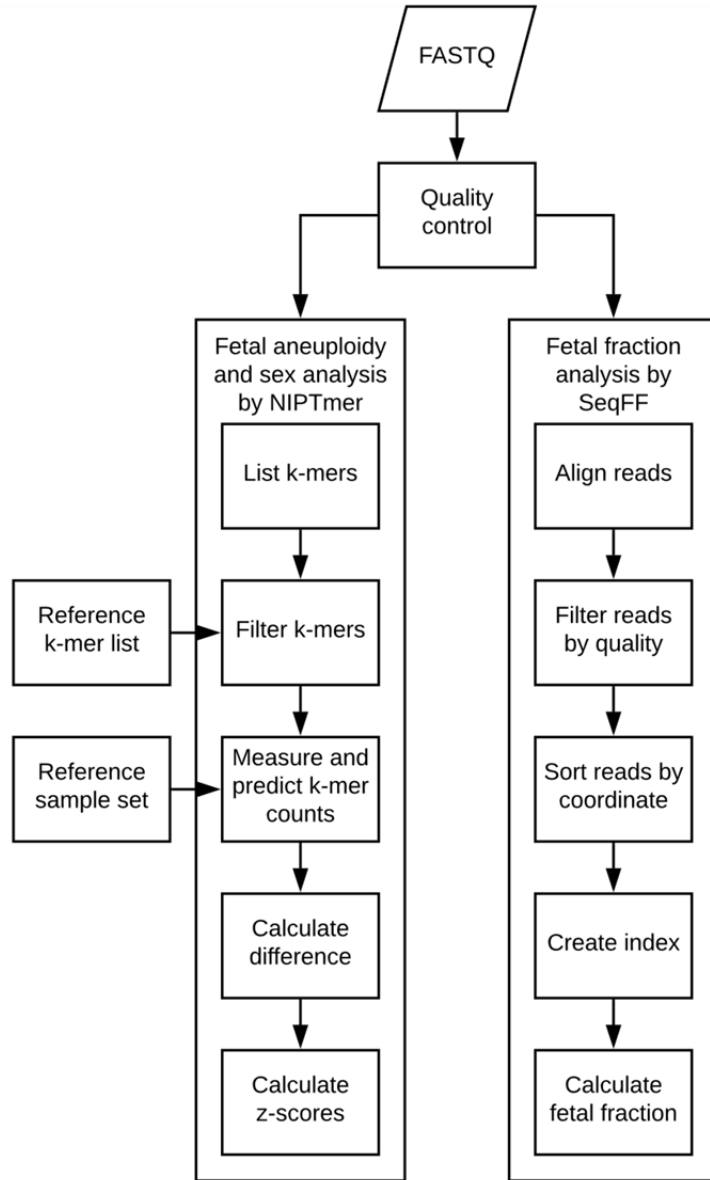 FASTQ
Quality
control
Fetal aneuploidy
and sex analysis
by NIPTmer
List k-mers
Reference
k-mer list
Filter k-mers
Reference
sample set
Measure and
predict k-mer
counts
Calculate
difference
Calculate
z-scores
Fetal fraction
analysis by
SeqFF
Align reads
Filter reads
by quality
Sort reads by
coordinate
Create index
Calculate
fetal fraction